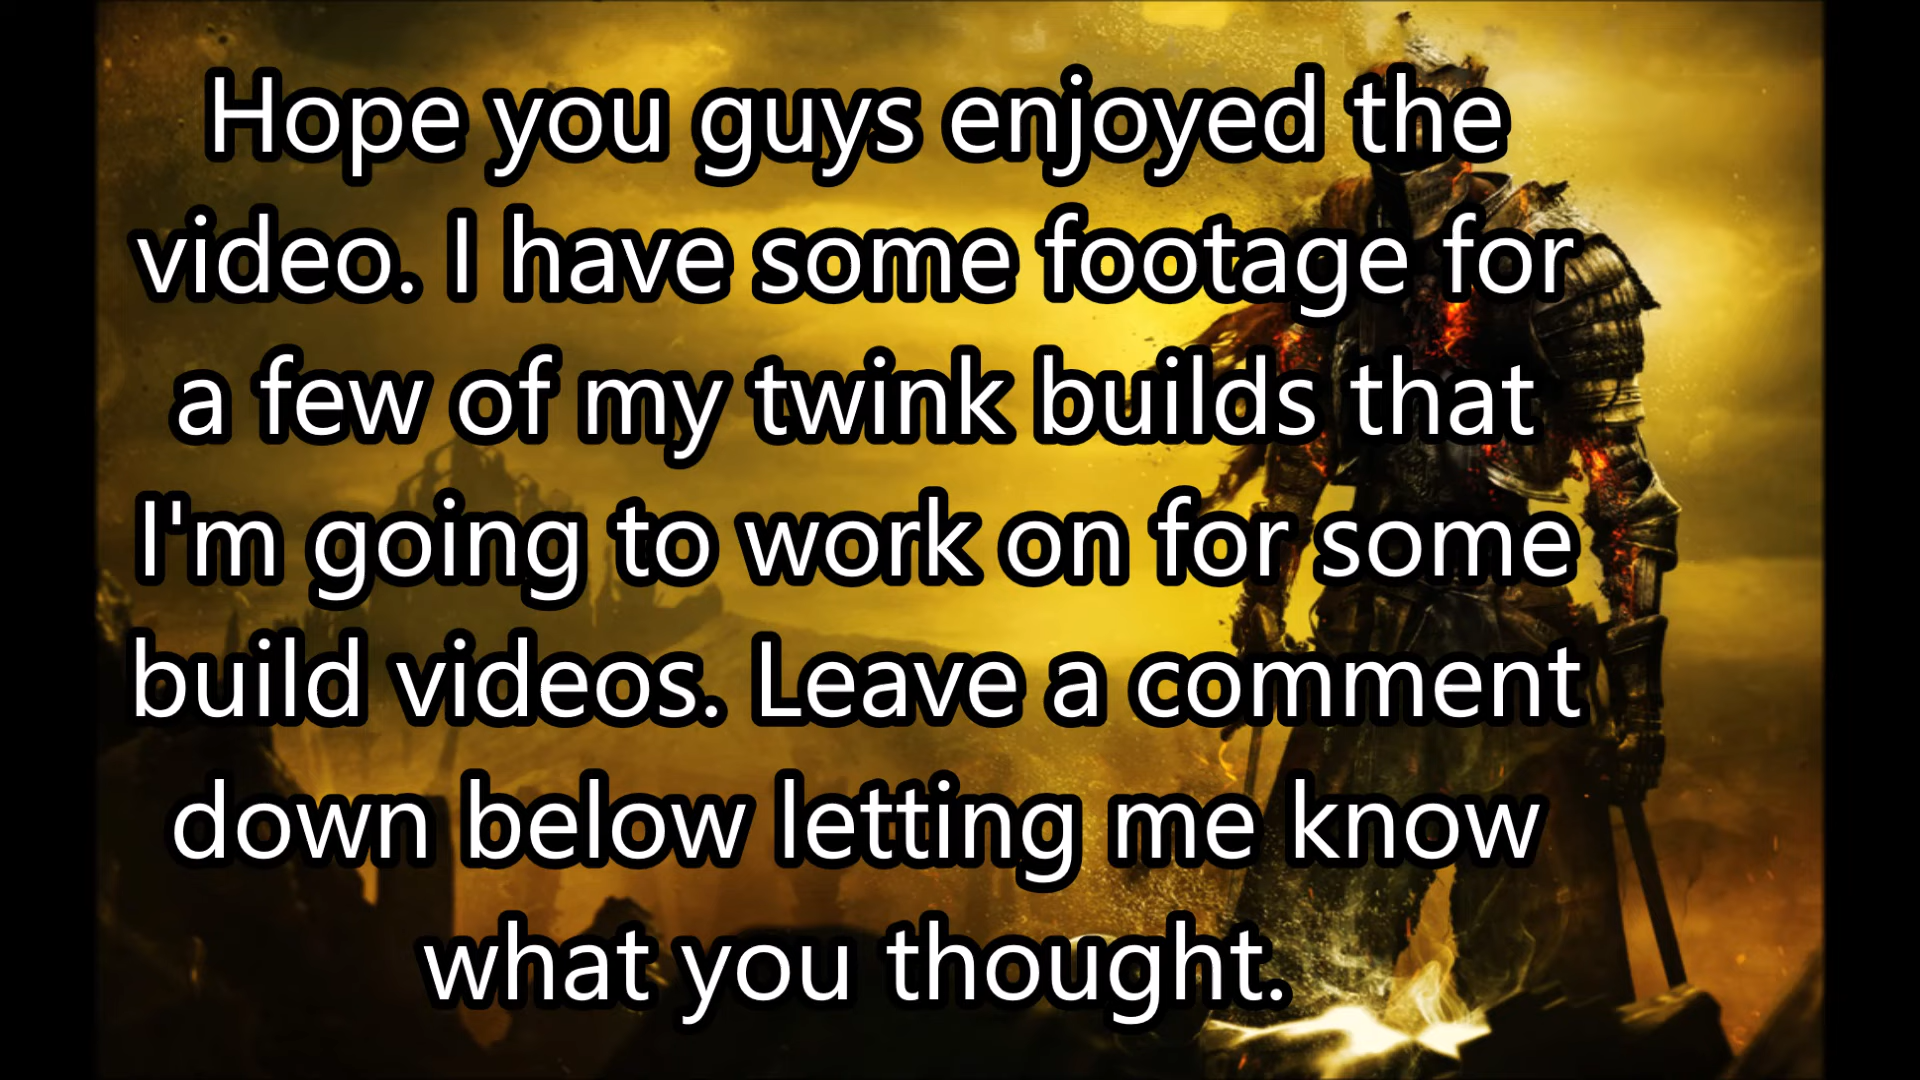 Hope you guys enjoyed the
video. I have some footage for
a few of my twink builds that
I'm going to work on for some
build videos. Leave a comment
down below letting me know
what you thought.